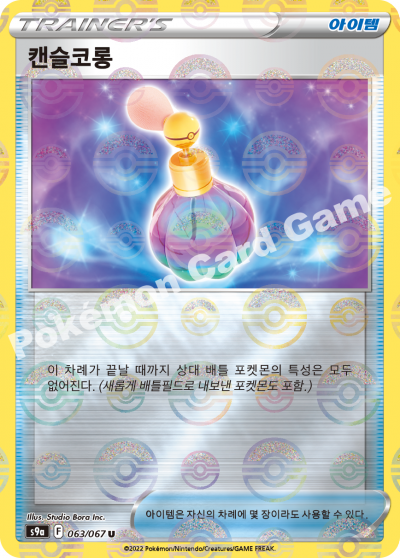 TRAINER'S
아이템
캔슬코롱
Pokémon Card Game
이 차례가 끝날 때까지 상대 배틀 포켓몬의 특성은 모두
없어진다. (새롭게 배틀필드로 내보낸 포켓몬도 포함.)
Illus. Studio Bora Inc.
s9a F 063/067 U
아이템은 자신의 차례에 몇 장이라도 사용할 수 있다.
©2022 Pokémon/Nintendo/Creatures/GAME FREAK.